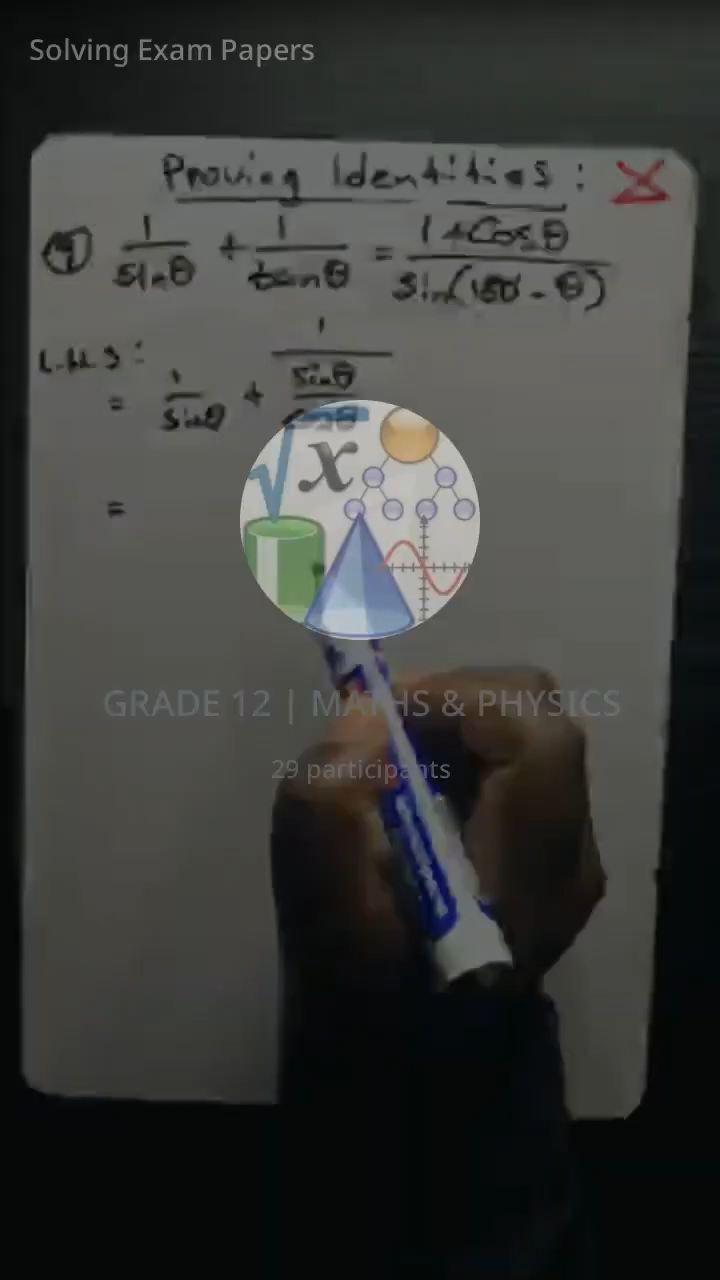 Solving Exam Papers
Proving Identities:
1/sinθ + 1/tanθ = 1+Cosθ/Sin(180-θ)
L.H.S:
= 1/sinθ + 1/(sinθ/cosθ)
=
x
GRADE 12 | MATHS & PHYSICS
29 participants